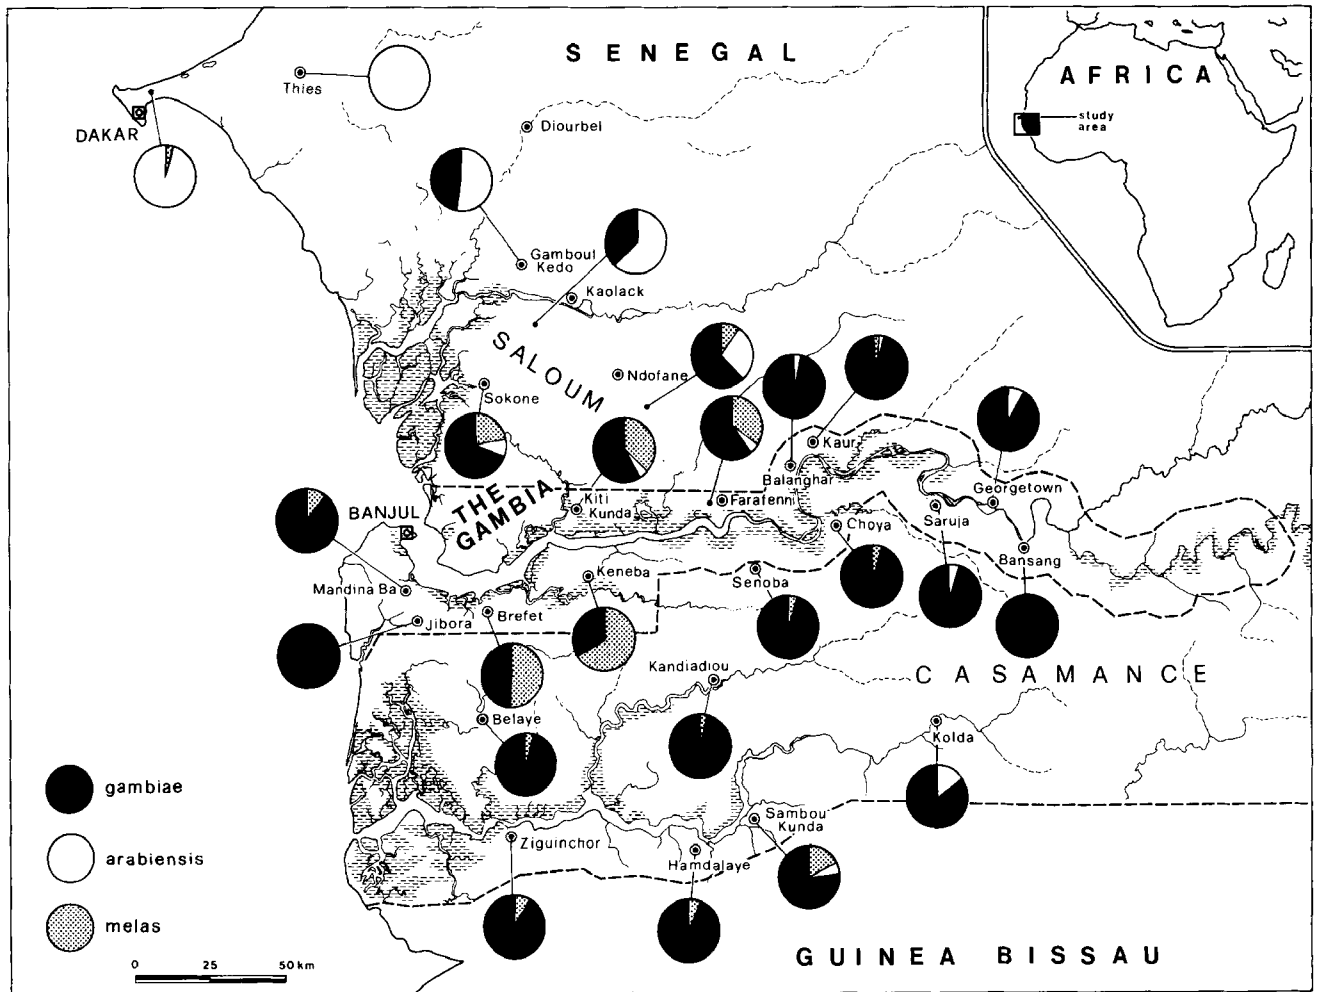 SENEGAL
AFRICA
study
area
Thies
DAKAR
Diourbel
Gamboul
Kedo
Kaolack
SALOUM
Ndofane
Sokone
Kaur
Balanghar
Georgetown
THE
GAMBIA
Kiti
Kunda
Farafenni
BANJUL
Choya
Saruja
Bansang
Mandina Ba
Keneba
Senoba
Jibora
Brefet
Kandiadiou
CASAMANCE
Belaye
Kolda
gambiae
Sambou
Kunda
Ziguinchor
arabiensis
Hamdalaye
melas
GUINEA BISSAU
0 25 50 km